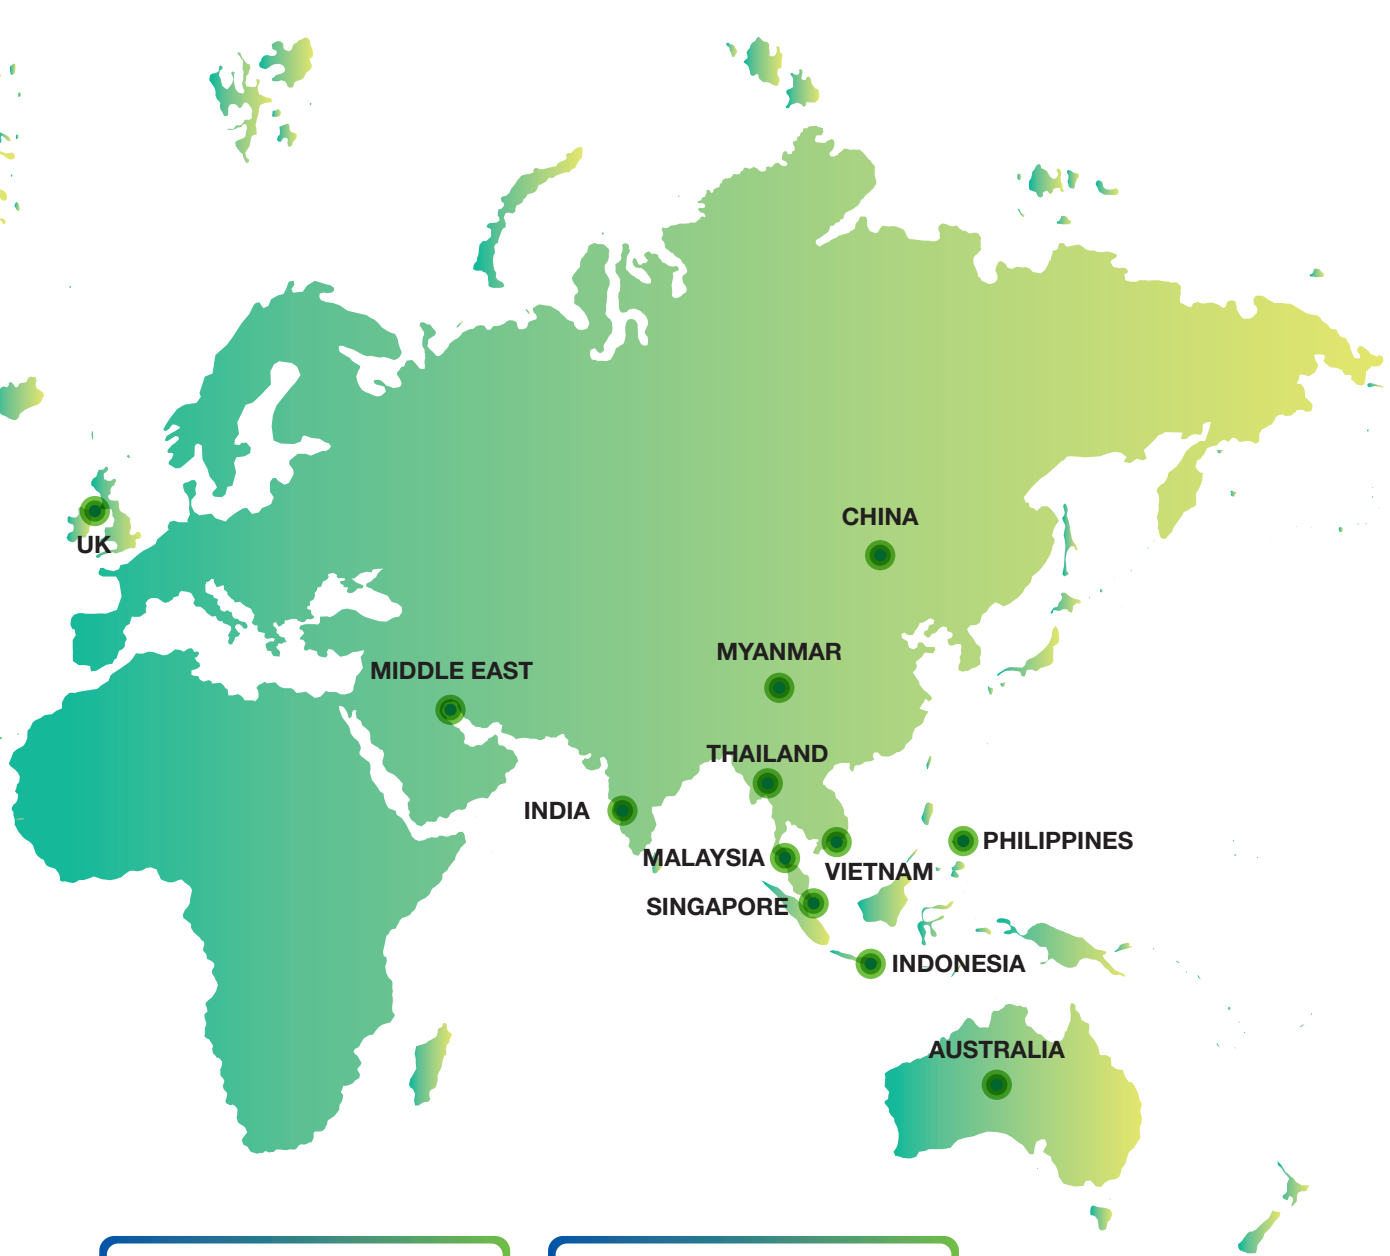 CHINA
UK
MYANMAR
MIDDLE EAST
THAILAND
INDIA
PHILIPPINES
MALAYSIA
VIETNAM
SINGAPORE
INDONESIA
AUSTRALIA